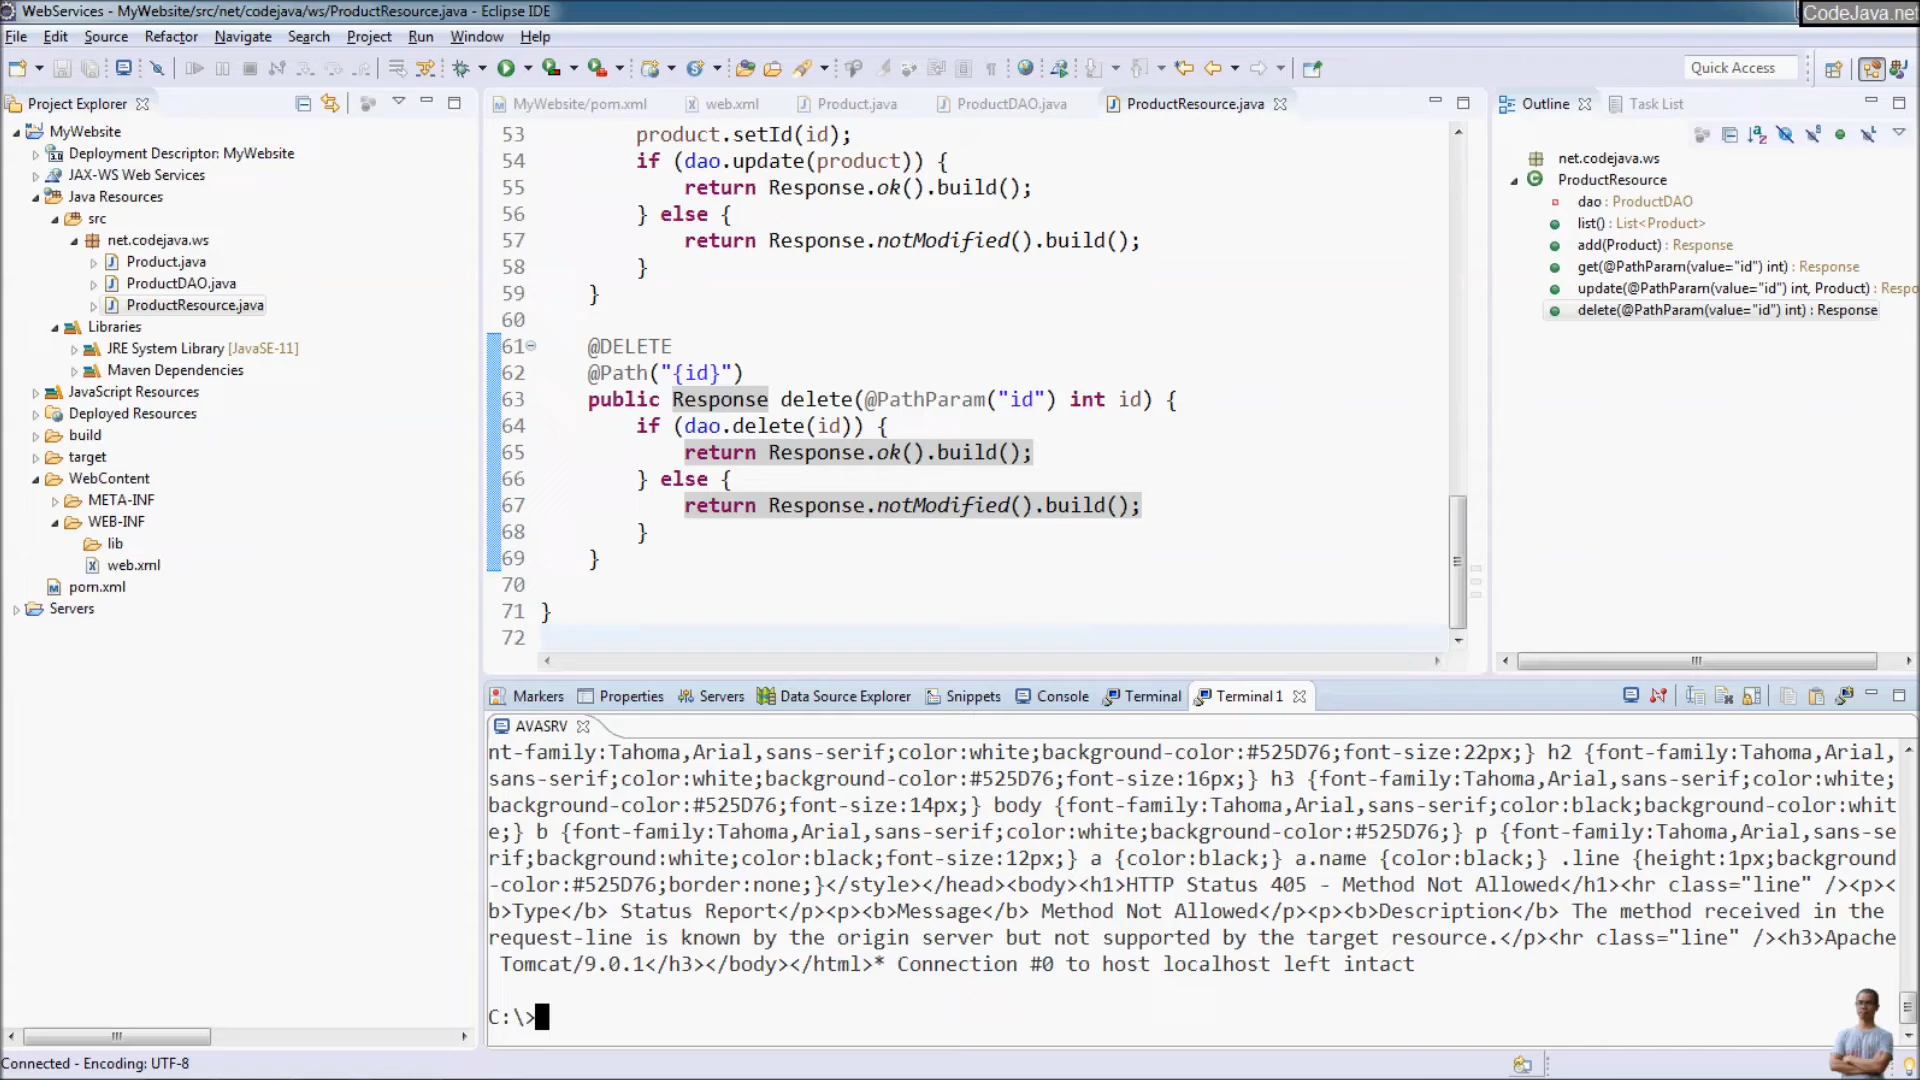 WebServices - MyWebsite/src/net/codejava/ws/ProductResource.java - Eclipse IDE
CodeJava.net
File Edit Source Refactor Navigate Search Project Run Window Help
Quick Access
Project Explorer
MyWebsite
Deployment Descriptor: MyWebsite
JAX-WS Web Services
Java Resources
src
net.codejava.ws
Product.java
ProductDAO.java
ProductResource.java
Libraries
JRE System Library [JavaSE-11]
Maven Dependencies
JavaScript Resources
Deployed Resources
build
target
WebContent
META-INF
WEB-INF
lib
web.xml
pom.xml
Servers
MyWebsite/pom.xml web.xml Product.java ProductDAO.java ProductResource.java
53 product.setId(id);
54 if (dao.update(product)) {
55 return Response.ok().build();
56 } else {
57 return Response.notModified().build();
58 }
59 }
60
61 @DELETE
62 @Path("{id}")
63 public Response delete(@PathParam("id") int id) {
64 if (dao.delete(id)) {
65 return Response.ok().build();
66 } else {
67 return Response.notModified().build();
68 }
69 }
70
71 }
72
Outline Task List
net.codejava.ws
ProductResource
dao : ProductDAO
list() : List<Product>
add(Product) : Response
get(@PathParam(value="id") int) : Response
update(@PathParam(value="id") int, Product) : Respo
delete(@PathParam(value="id") int) : Response
Markers Properties Servers Data Source Explorer Snippets Console Terminal Terminal 1
AVASRV
nt-family:Tahoma,Arial,sans-serif;color:white;background-color:#525D76;font-size:22px;} h2 {font-family:Tahoma,Arial,
sans-serif;color:white;background-color:#525D76;font-size:16px;} h3 {font-family:Tahoma,Arial,sans-serif;color:white;
background-color:#525D76;font-size:14px;} body {font-family:Tahoma,Arial,sans-serif;color:black;background-color:whit
e;} b {font-family:Tahoma,Arial,sans-serif;color:white;background-color:#525D76;} p {font-family:Tahoma,Arial,sans-se
rif;background:white;color:black;font-size:12px;} a {color:black;} a.name {color:black;} .line {height:1px;background
-color:#525D76;border:none;}</style></head><body><h1>HTTP Status 405 - Method Not Allowed</h1><hr class="line" /><p><
b>Type</b> Status Report</p><p><b>Message</b> Method Not Allowed</p><p><b>Description</b> The method received in the
request-line is known by the origin server but not supported by the target resource.</p><hr class="line" /><h3>Apache
Tomcat/9.0.1</h3></body></html>* Connection #0 to host localhost left intact
C:\>
Connected - Encoding: UTF-8